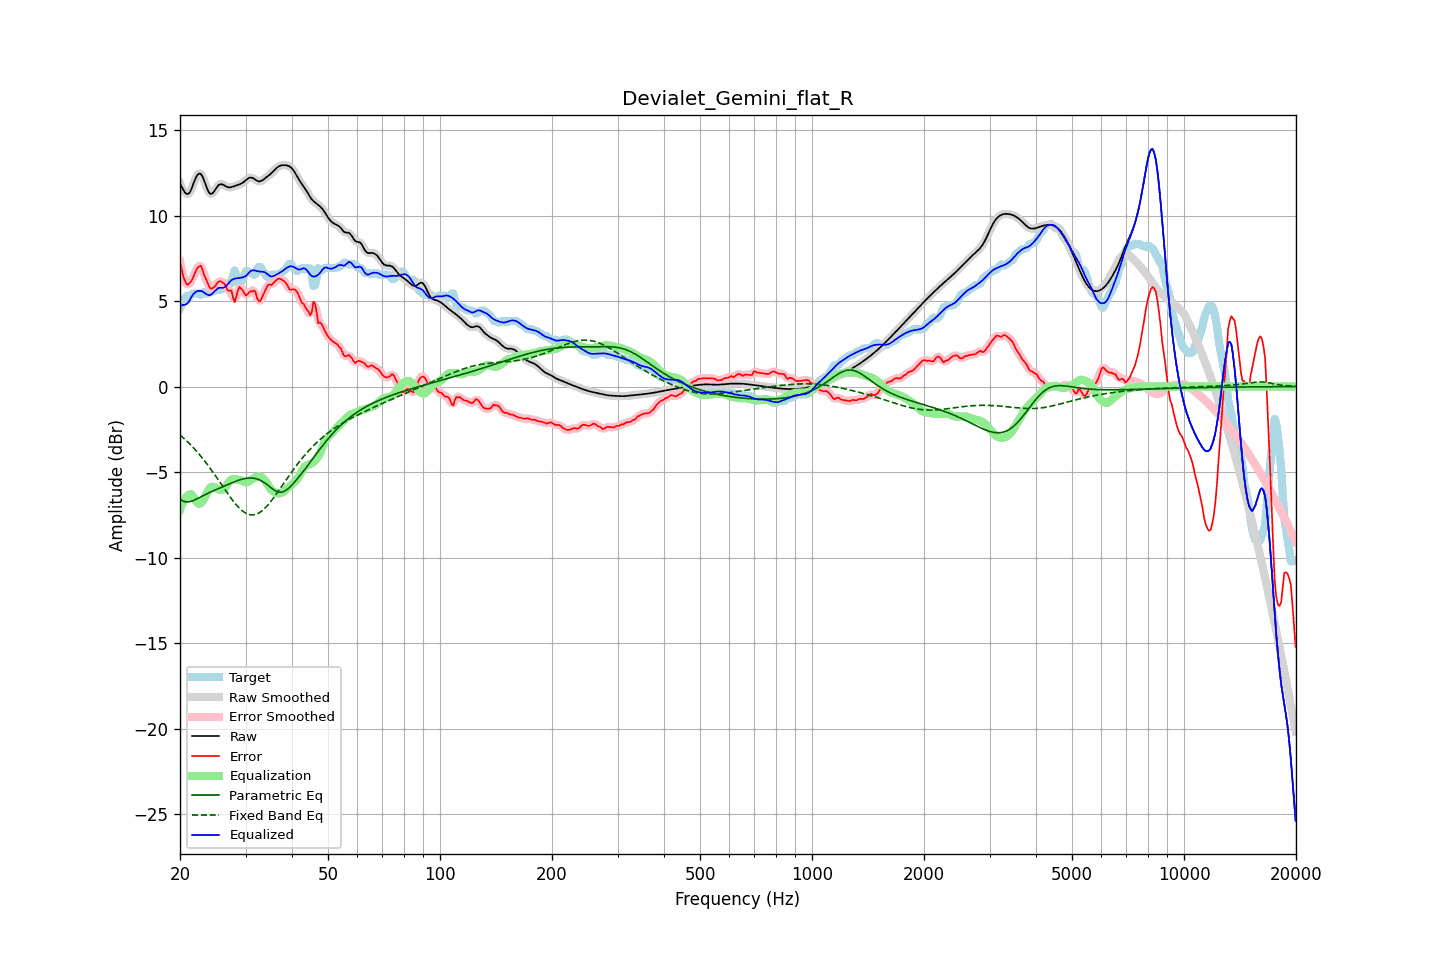 Devialet_Gemini_flat_R
15
10
5
0
−5
−10
−15
−20
−25
Amplitude (dBr)
Target
Raw Smoothed
Error Smoothed
Raw
Error
Equalization
Parametric Eq
Fixed Band Eq
Equalized
20 50 100 200 500 1000 2000 5000 10000 20000
Frequency (Hz)